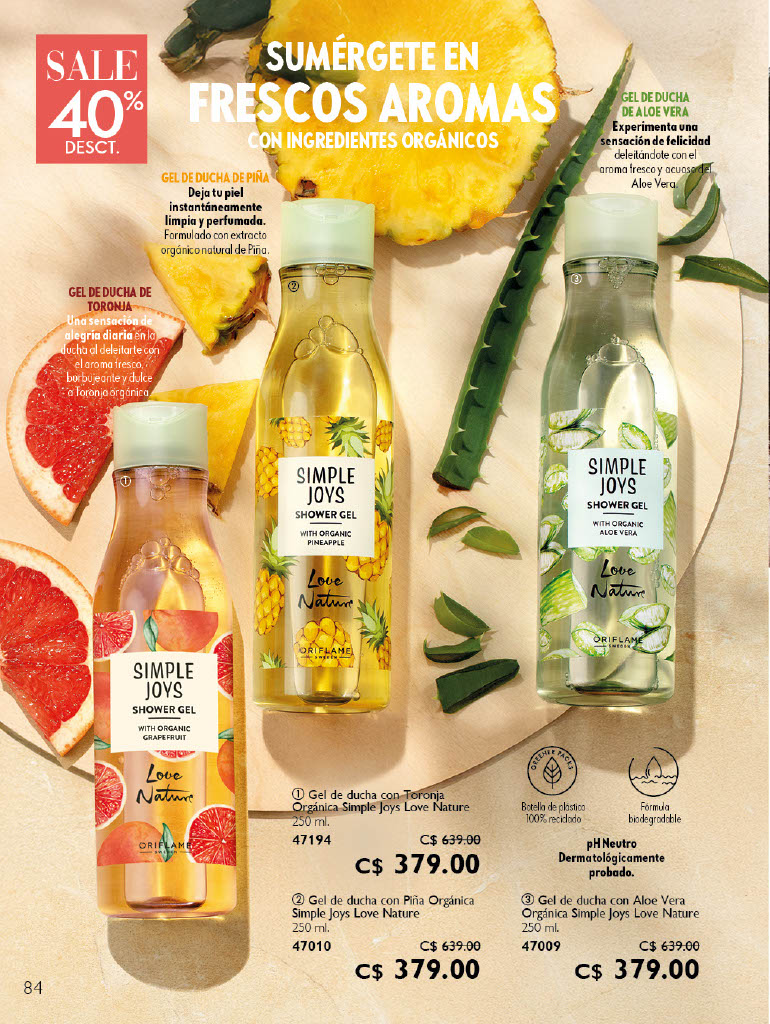 SALE
40%
DESCT.
SUMÉRGETE EN
FRESCOS AROMAS
CON INGREDIENTES ORGÁNICOS
GEL DE DUCHA DE PIÑA
Deja tu piel
instantáneamente
limpia y perfumada.
Formulado con extracto
orgánico natural de Piña.
GEL DE DUCHA
DE ALOE VERA
Experimenta una
sensación de felicidad
deleitándote con el
aroma fresco y acuoso del
Aloe Vera.
GEL DE DUCHA DE
TORONJA
Una sensación de
alegría diaria en la
ducha al deleitarte con
el aroma fresco,
burbujeante y dulce
a Toronja orgánica.
①
SIMPLE
JOYS
SHOWER GEL
WITH ORGANIC
GRAPEFRUIT
Love
Nature
ORIFLAME
SWEDEN
②
SIMPLE
JOYS
SHOWER GEL
WITH ORGANIC
PINEAPPLE
Love
Nature
ORIFLAME
SWEDEN
③
SIMPLE
JOYS
SHOWER GEL
WITH ORGANIC
ALOE VERA
Love
Nature
ORIFLAME
SWEDEN
① Gel de ducha con Toronja
Orgánica Simple Joys Love Nature
250 ml.
47194 C$ 639.00
C$ 379.00
② Gel de ducha con Piña Orgánica
Simple Joys Love Nature
250 ml.
47010 C$ 639.00
C$ 379.00
GREENER PACKS
Botella de plástico
100% reciclado
Fórmula
biodegradable
pH Neutro
Dermatológicamente
probado.
③ Gel de ducha con Aloe Vera
Orgánica Simple Joys Love Nature
250 ml.
47009 C$ 639.00
C$ 379.00
84